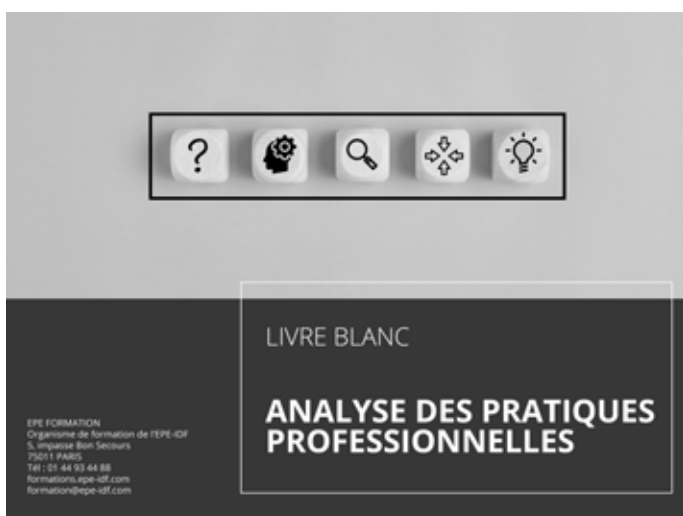 LIVRE BLANC
ANALYSE DES PRATIQUES
PROFESSIONNELLES
EPE FORMATION
Organisme de formation de l'EPE-IDF
5, impasse Bon Secours
75011 PARIS
Tél : 01 44 93 44 88
formations.epe-idf.com
formation@epe-idf.com